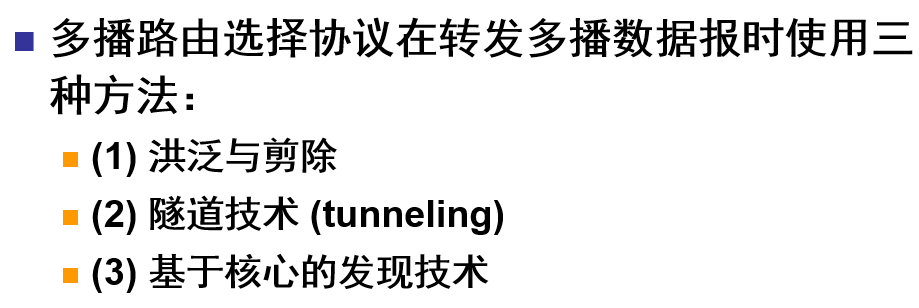 多播路由选择协议在转发多播数据报时使用三
种方法：
(1) 洪泛与剪除
(2) 隧道技术 (tunneling)
(3) 基于核心的发现技术